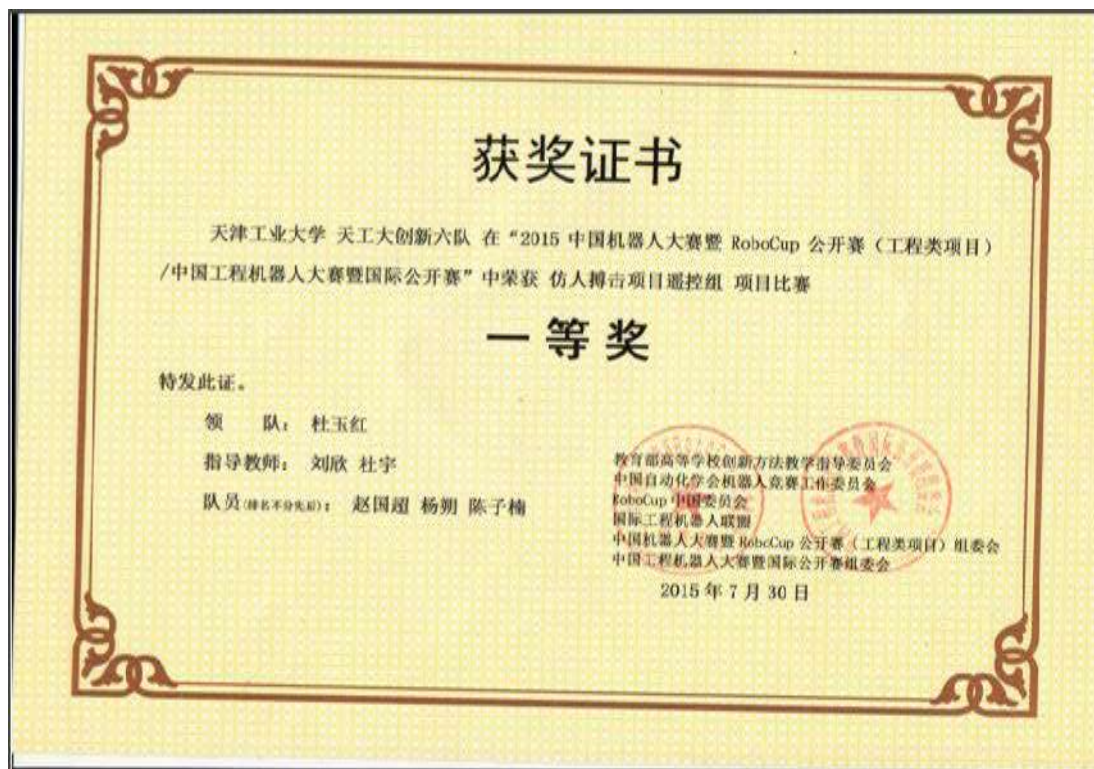 获奖证书
天津工业大学 天工大创新六队 在“2015 中国机器人大赛暨 RoboCup 公开赛（工程类项目）
/中国工程机器人大赛暨国际公开赛”中荣获 仿人搏击项目遥控组 项目比赛
一等奖
特发此证。
领 队： 杜玉红
指导教师： 刘欣 杜宇
队员(排名不分先后)： 赵国超 杨朔 陈子楠
教育部高等学校创新方法教学指导委员会
中国自动化学会机器人竞赛工作委员会
RoboCup 中国委员会
国际工程机器人联盟
中国机器人大赛暨 RoboCup 公开赛（工程类项目）组委会
中国工程机器人大赛暨国际公开赛组委会
2015 年 7 月 30 日